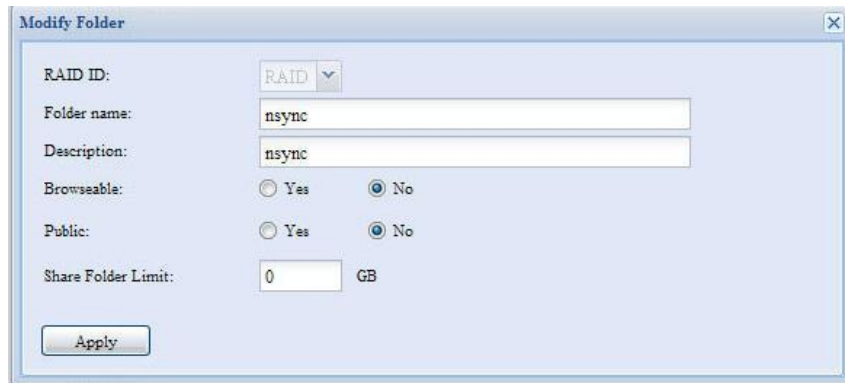 Modify Folder
RAID ID: RAID
Folder name: nsync
Description: nsync
Browseable: Yes No
Public: Yes No
Share Folder Limit: 0 GB
Apply